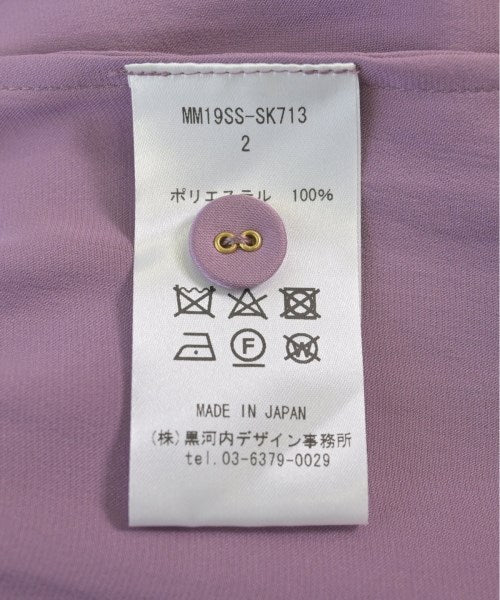 MM19SS-SK713
2
ポリエステル 100%
F
W
MADE IN JAPAN
(株)黒河内デザイン事務所
tel.03-6379-0029